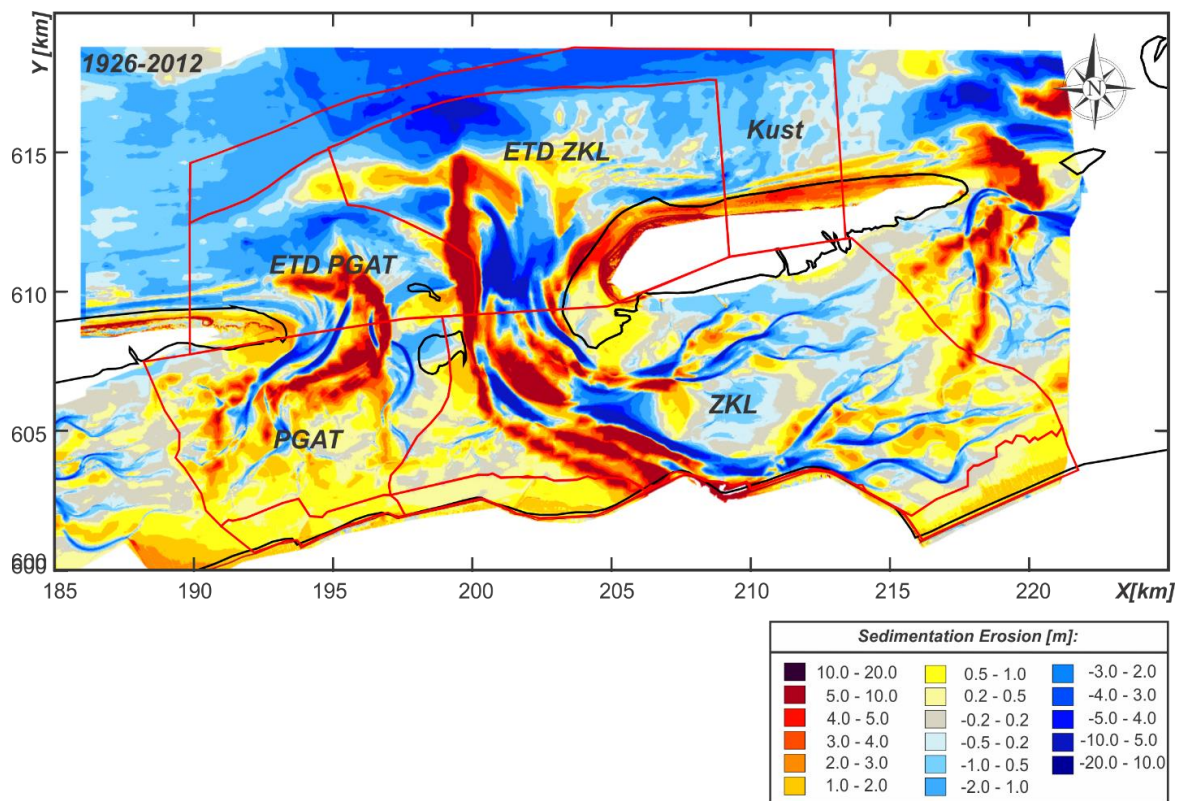 Y [km]
1926-2012
N
Kust
ETD ZKL
615
ETD PGAT
610
ZKL
PGAT
605
600
600
185 190 195 200 205 210 215 220 X[km]
Sedimentation Erosion [m]:
10.0 - 20.0 0.5 - 1.0 -3.0 - 2.0
5.0 - 10.0 0.2 - 0.5 -4.0 - 3.0
4.0 - 5.0 -0.2 - 0.2 -5.0 - 4.0
3.0 - 4.0 -0.5 - 0.2 -10.0 - 5.0
2.0 - 3.0 -1.0 - 0.5 -20.0 - 10.0
1.0 - 2.0 -2.0 - 1.0